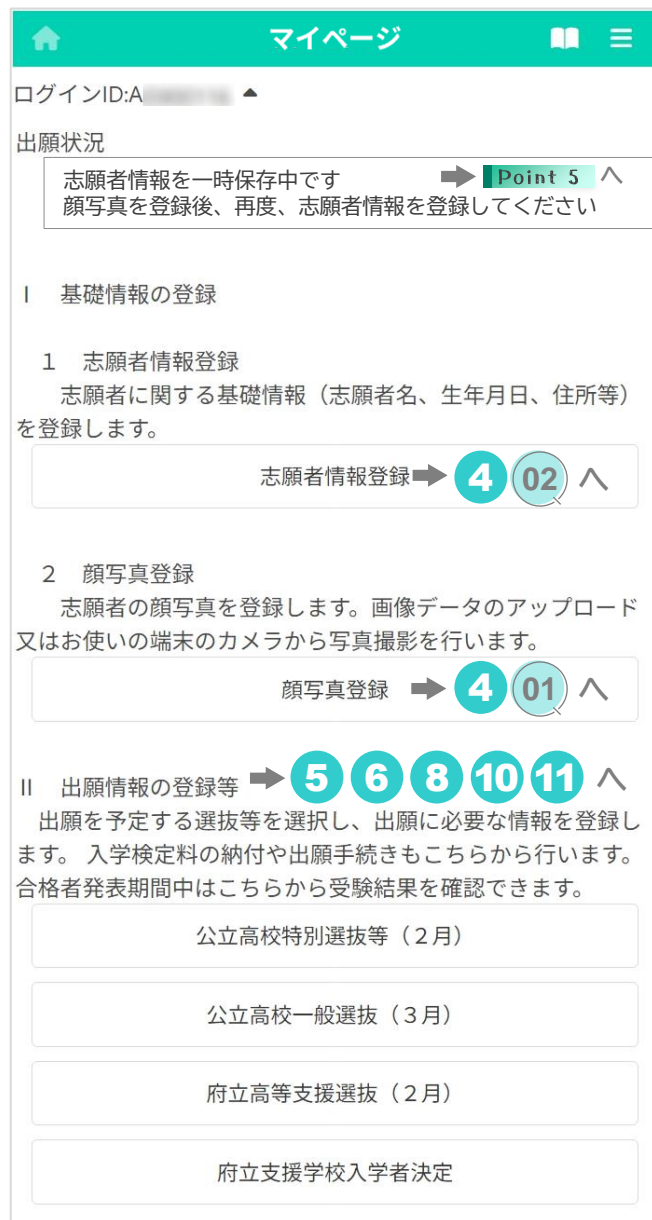 マイページ
ログインID:A
出願状況
志願者情報を一時保存中です Point 5 へ
顔写真を登録後、再度、志願者情報を登録してください
Ⅰ 基礎情報の登録
１ 志願者情報登録
志願者に関する基礎情報（志願者名、生年月日、住所等）
を登録します。
志願者情報登録 4 02 へ
２ 顔写真登録
志願者の顔写真を登録します。画像データのアップロード
又はお使いの端末のカメラから写真撮影を行います。
顔写真登録 4 01 へ
Ⅱ 出願情報の登録等 5 6 8 10 11 へ
出願を予定する選抜等を選択し、出願に必要な情報を登録し
ます。 入学検定料の納付や出願手続きもこちらから行います。
合格者発表期間中はこちらから受験結果を確認できます。
公立高校特別選抜等（２月）
公立高校一般選抜（３月）
府立高等支援選抜（２月）
府立支援学校入学者決定